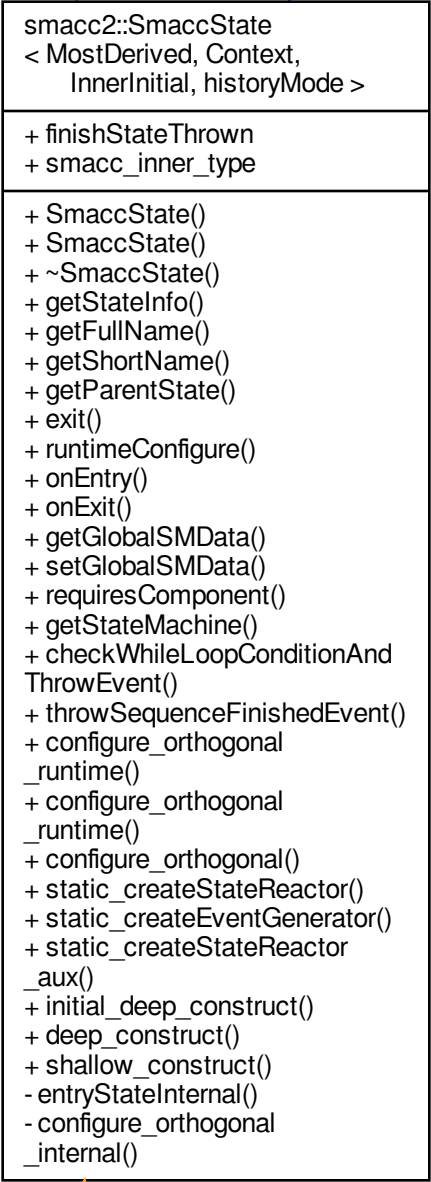 smacc2::SmaccState
< MostDerived, Context,
InnerInitial, historyMode >
+ finishStateThrown
+ smacc_inner_type
+ SmaccState()
+ SmaccState()
+ ~SmaccState()
+ getStateInfo()
+ getFullName()
+ getShortName()
+ getParentState()
+ exit()
+ runtimeConfigure()
+ onEntry()
+ onExit()
+ getGlobalSMData()
+ setGlobalSMData()
+ requiresComponent()
+ getStateMachine()
+ checkWhileLoopConditionAnd
ThrowEvent()
+ throwSequenceFinishedEvent()
+ configure_orthogonal
_runtime()
+ configure_orthogonal
_runtime()
+ configure_orthogonal()
+ static_createStateReactor()
+ static_createEventGenerator()
+ static_createStateReactor
_aux()
+ initial_deep_construct()
+ deep_construct()
+ shallow_construct()
- entryStateInternal()
- configure_orthogonal
_internal()